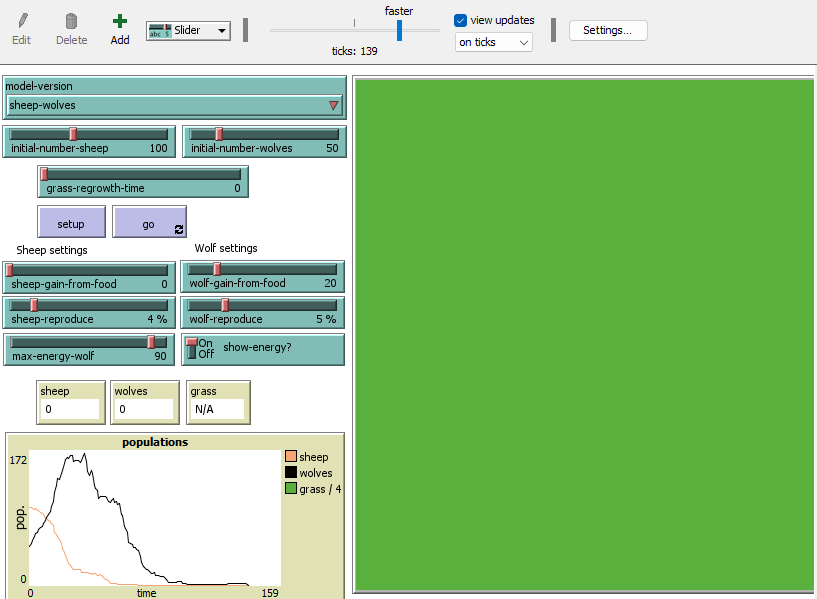 faster
Edit
Delete
Add
abc 5
Slider
view updates
on ticks
Settings...
ticks: 139
model-version
sheep-wolves
initial-number-sheep 100
initial-number-wolves 50
grass-regrowth-time 0
setup
go
Sheep settings
Wolf settings
sheep-gain-from-food 0
wolf-gain-from-food 20
sheep-reproduce 4 %
wolf-reproduce 5 %
max-energy-wolf 90
On
Off
show-energy?
sheep
0
wolves
0
grass
N/A
populations
172
pop.
0
0
time
159
sheep
wolves
grass / 4